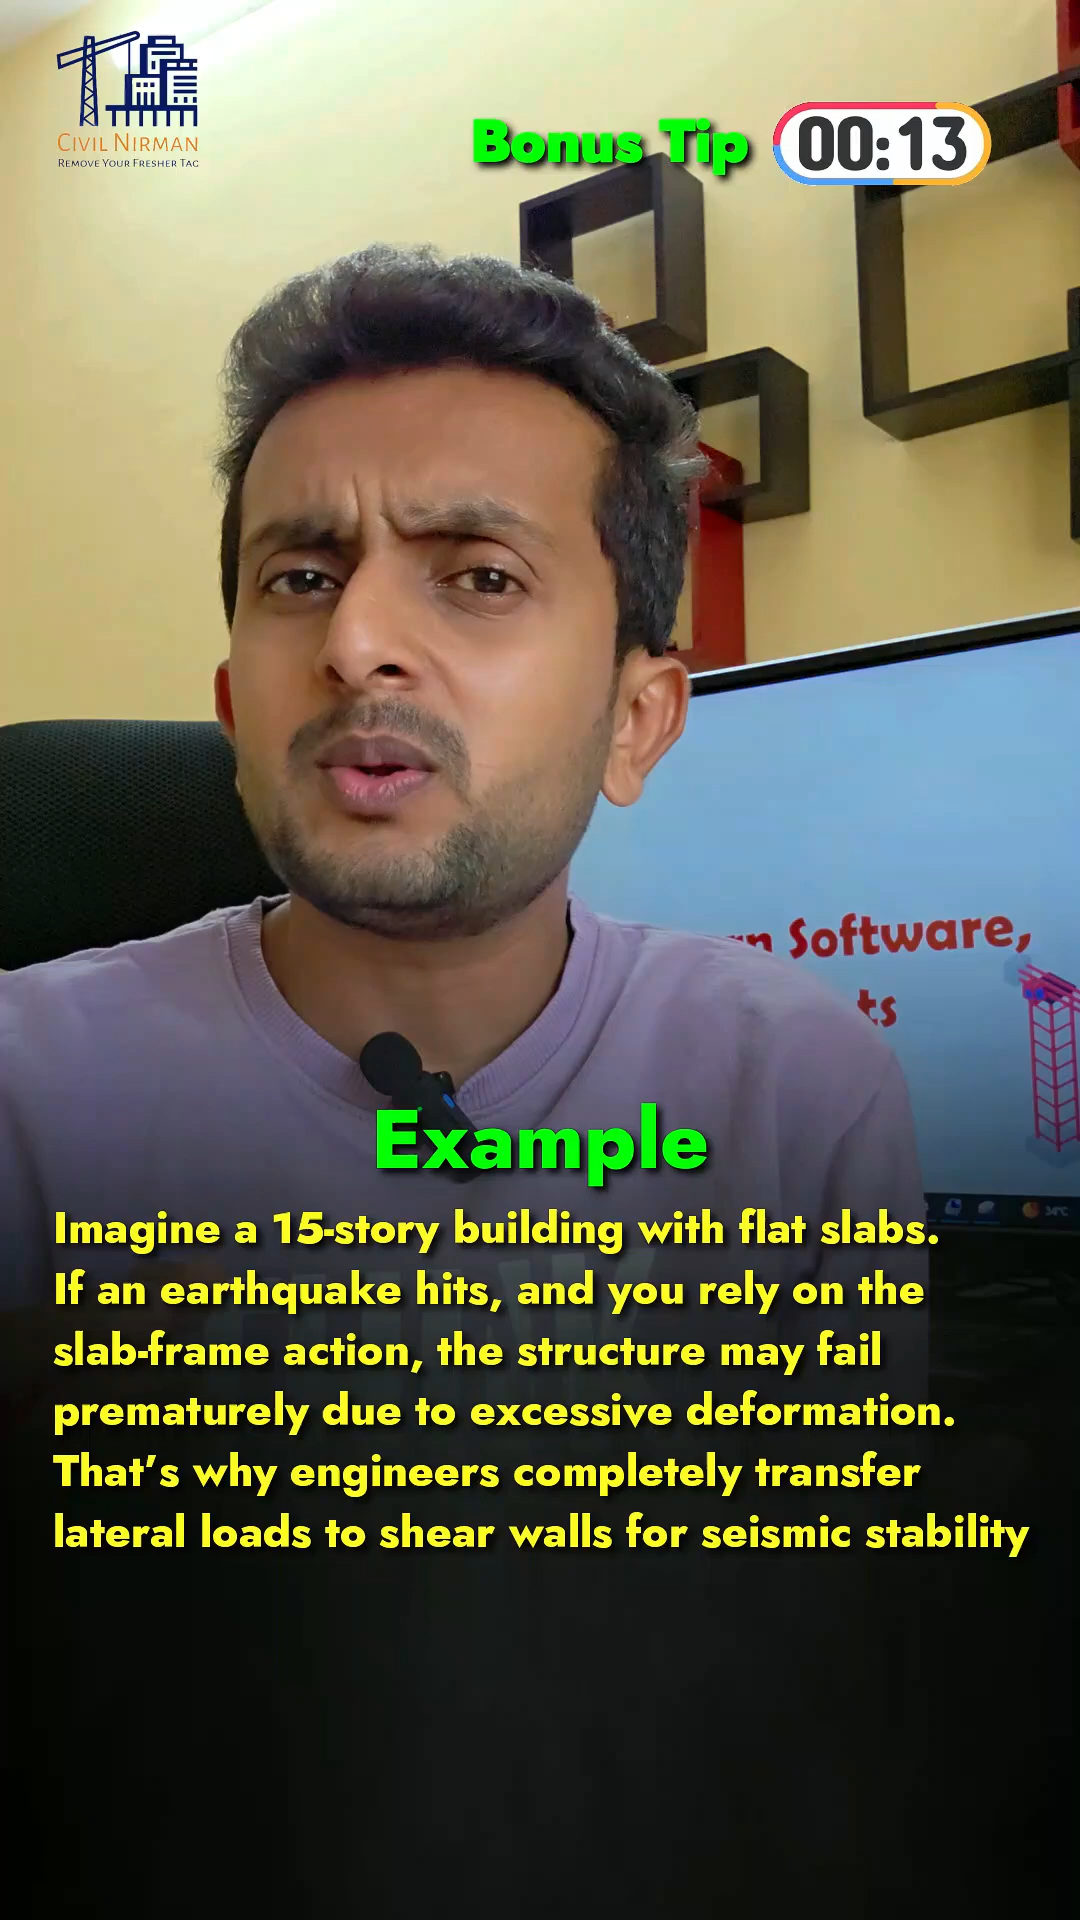 CIVIL NIRMAN
REMOVE YOUR FRESHER TAG
Bonus Tip
00:13
Software,
Example
Imagine a 15-story building with flat slabs.
If an earthquake hits, and you rely on the
slab-frame action, the structure may fail
prematurely due to excessive deformation.
That's why engineers completely transfer
lateral loads to shear walls for seismic stability